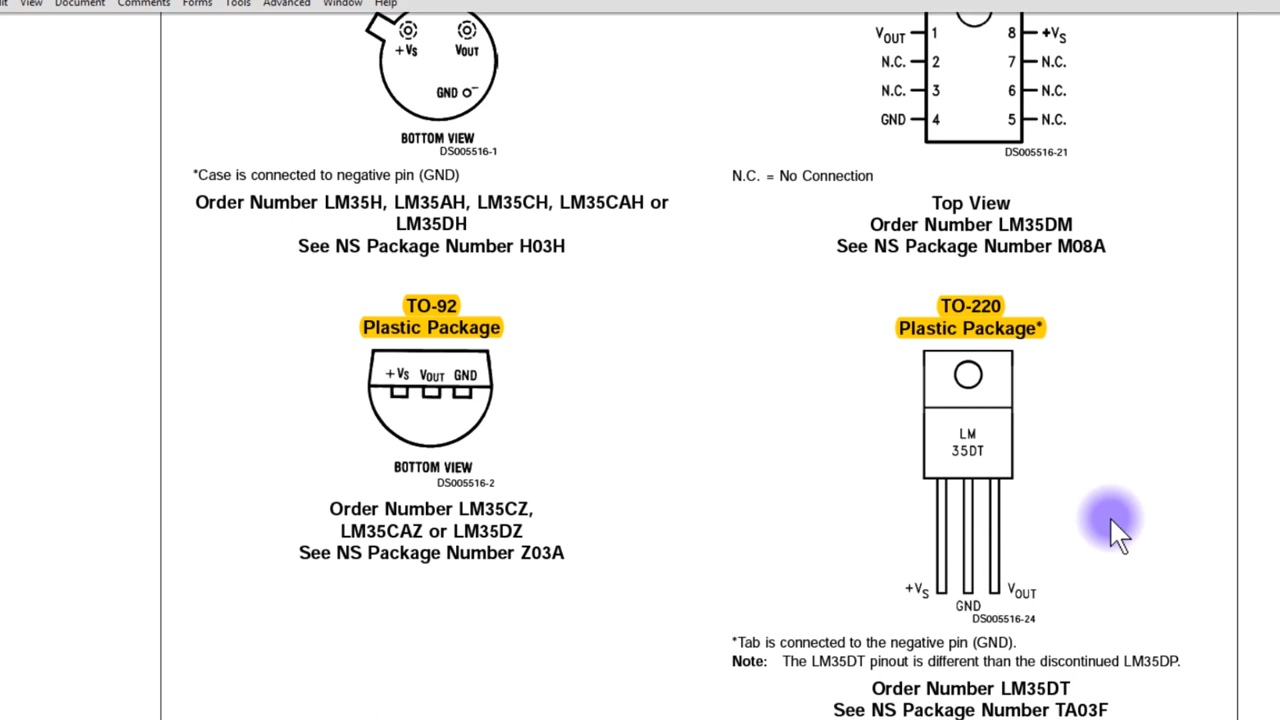 View Document Comments Forms Tools Advanced Window Help
+VS VOUT
GND
BOTTOM VIEW
DS005516-1
*Case is connected to negative pin (GND)
Order Number LM35H, LM35AH, LM35CH, LM35CAH or
LM35DH
See NS Package Number H03H
VOUT 1 8 +VS
N.C. 2 7 N.C.
N.C. 3 6 N.C.
GND 4 5 N.C.
DS005516-21
N.C. = No Connection
Top View
Order Number LM35DM
See NS Package Number M08A
TO-92
Plastic Package
+VS VOUT GND
BOTTOM VIEW
DS005516-2
Order Number LM35CZ,
LM35CAZ or LM35DZ
See NS Package Number Z03A
TO-220
Plastic Package*
LM
35DT
+VS VOUT
GND
DS005516-24
*Tab is connected to the negative pin (GND).
Note: The LM35DT pinout is different than the discontinued LM35DP.
Order Number LM35DT
See NS Package Number TA03F